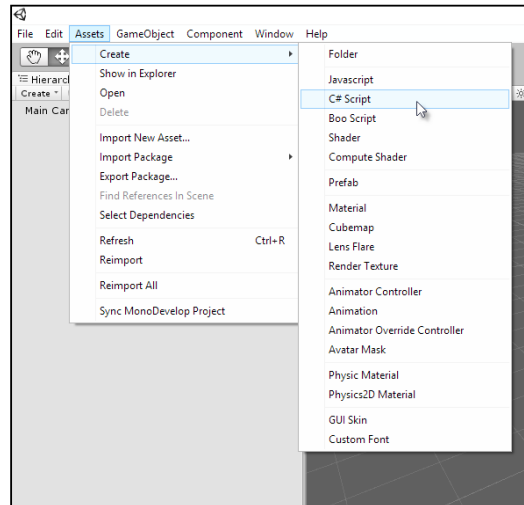 File Edit Assets GameObject Component Window Help
Hierarc
Create
Main Car
Create
Show in Explorer
Open
Delete
Import New Asset...
Import Package
Export Package...
Find References In Scene
Select Dependencies
Refresh Ctrl+R
Reimport
Reimport All
Sync MonoDevelop Project
Folder
Javascript
C# Script
Boo Script
Shader
Compute Shader
Prefab
Material
Cubemap
Lens Flare
Render Texture
Animator Controller
Animation
Animator Override Controller
Avatar Mask
Physic Material
Physics2D Material
GUI Skin
Custom Font